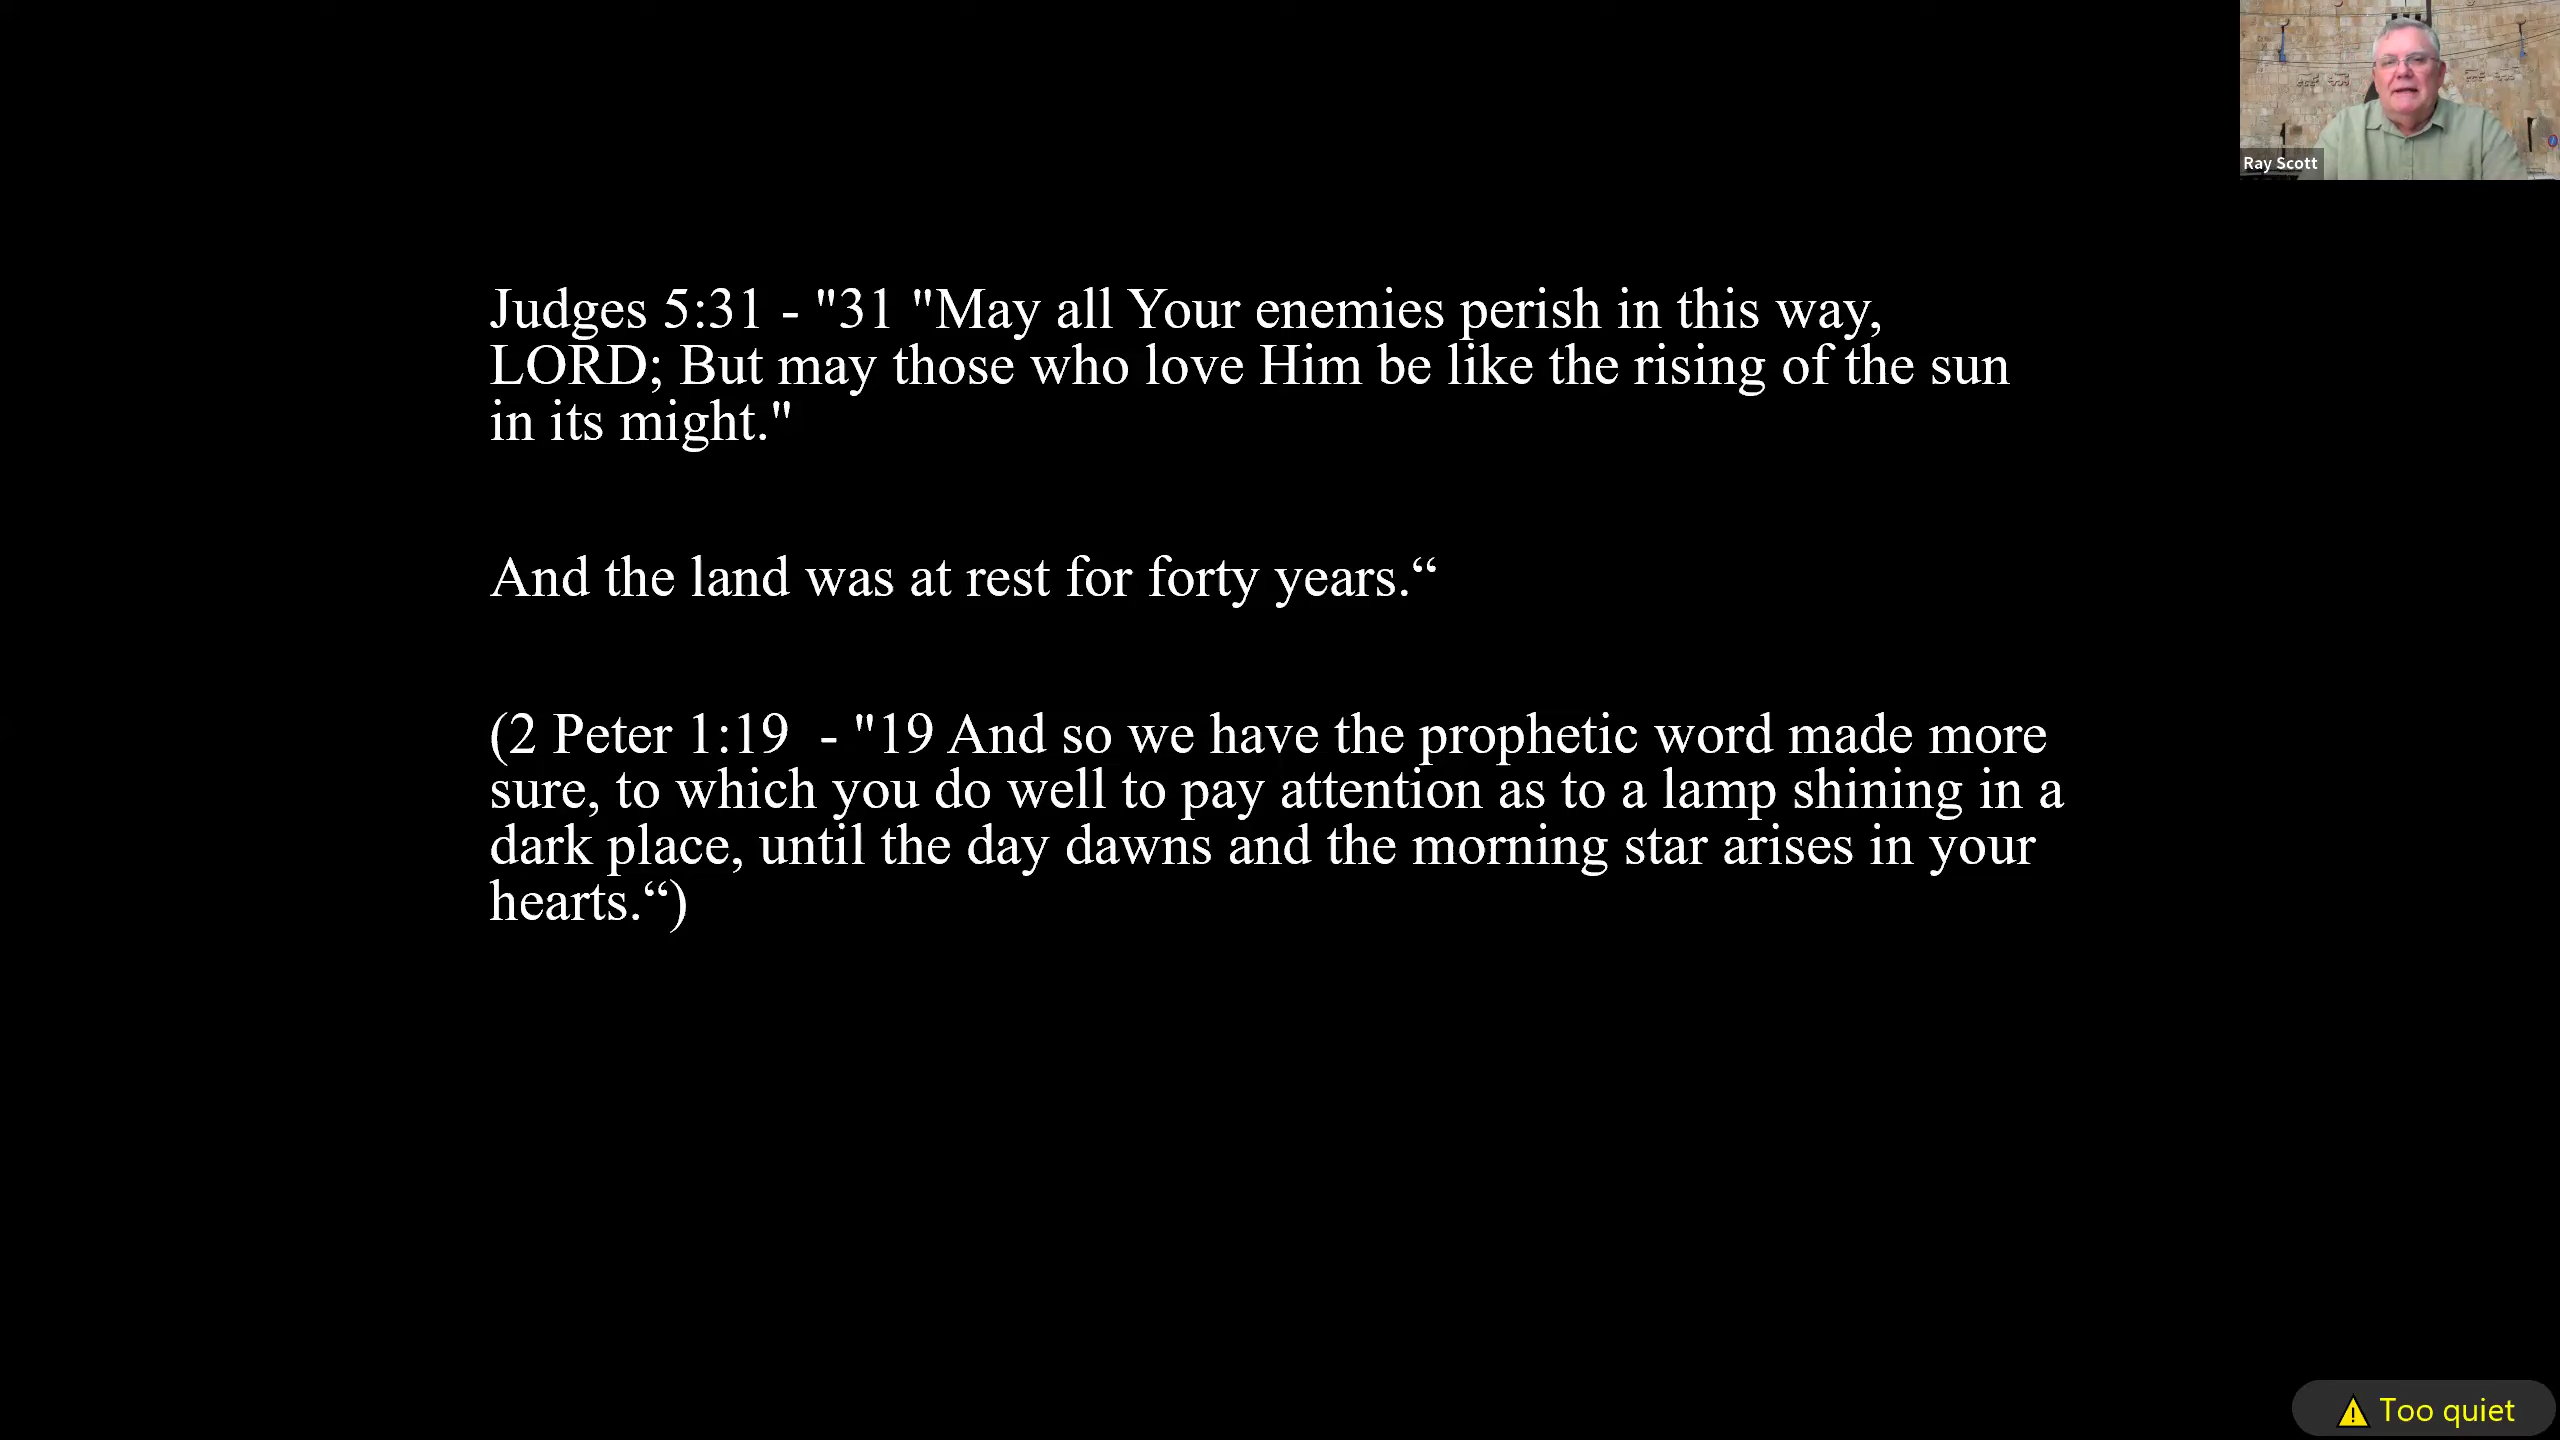 Ray Scott
Judges 5:31 - "31 "May all Your enemies perish in this way,
LORD; But may those who love Him be like the rising of the sun
in its might."
And the land was at rest for forty years.“
(2 Peter 1:19  - "19 And so we have the prophetic word made more
sure, to which you do well to pay attention as to a lamp shining in a
dark place, until the day dawns and the morning star arises in your
hearts.“)
Too quiet